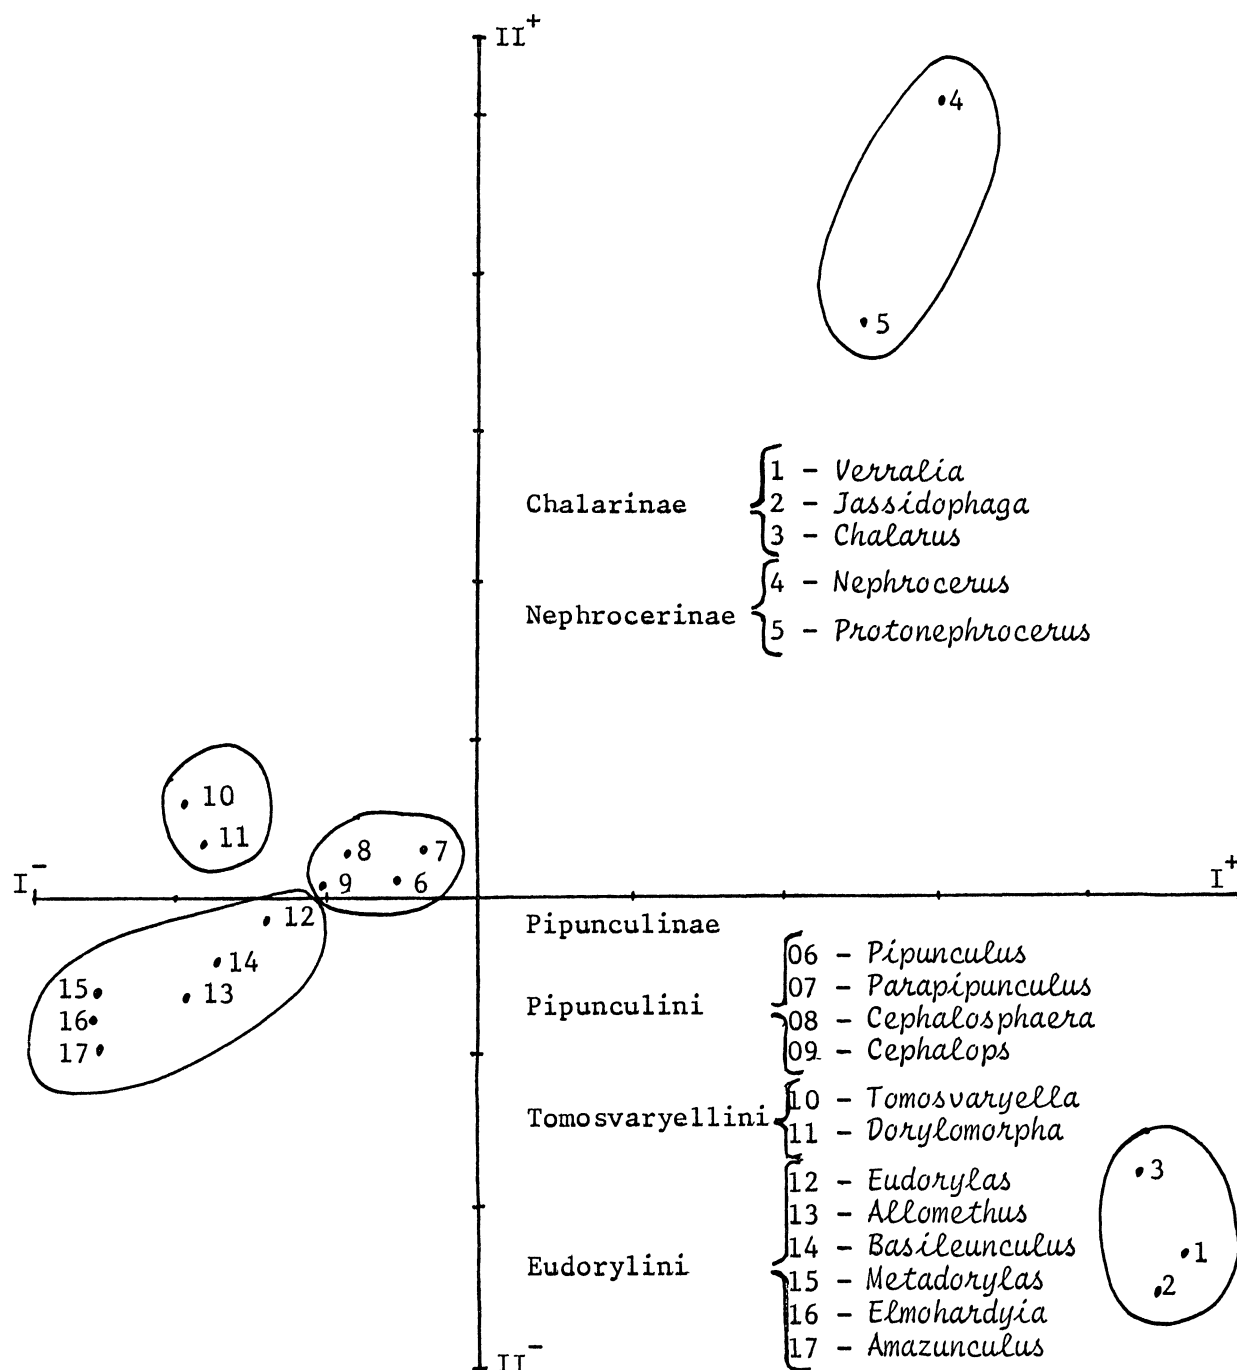 II+
4
5
Chalarinae
1 - Verralia
2 - Jassidophaga
3 - Chalarus
Nephrocerinae
4 - Nephrocerus
5 - Protonephrocerus
10
11
8
7
9
6
I-
I+
12
14
15
13
16
17
Pipunculinae
Pipunculini
06 - Pipunculus
07 - Parapipunculus
08 - Cephalosphaera
09 - Cephalops
Tomosvaryellini
10 - Tomosvaryella
11 - Dorylomorpha
Eudorylini
12 - Eudorylas
13 - Allomethus
14 - Basileunculus
15 - Metadorylas
16 - Elmohardyia
17 - Amazunculus
3
1
2
II-